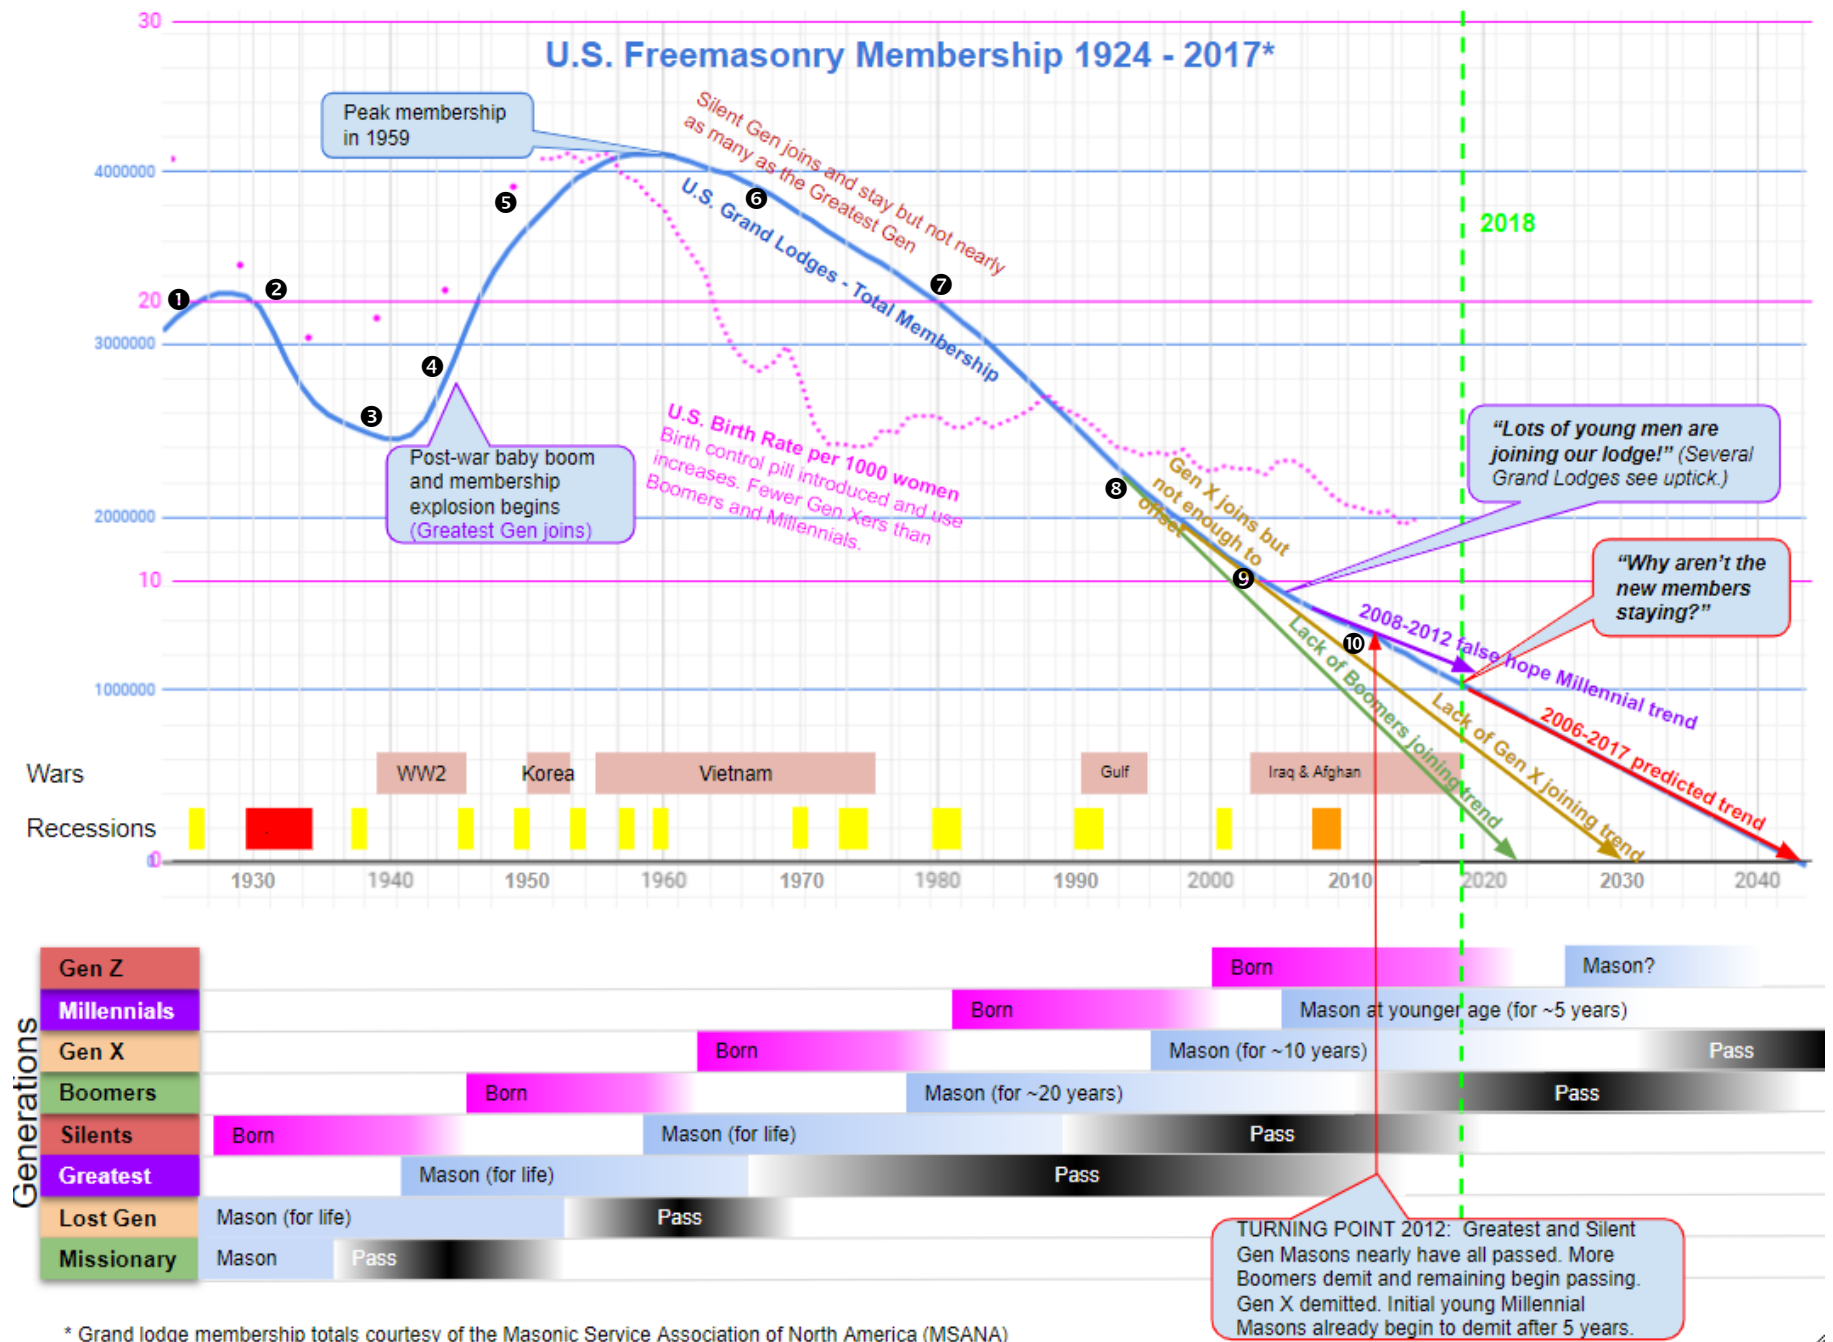 30
U.S. Freemasonry Membership 1924 - 2017*
Peak membership
in 1959
Silent Gen joins and stay but not nearly
as many as the Greatest Gen
4000000
❺
❻
U.S. Grand Lodges - Total Membership
2018
❶
❷
❼
20
3000000
❹
❸
Post-war baby boom
and membership
explosion begins
(Greatest Gen joins)
U.S. Birth Rate per 1000 women
Birth control pill introduced and use
increases. Fewer Gen Xers than
Boomers and Millennials.
❽
Gen X joins but
not enough to
offset
“Lots of young men are
joining our lodge!” (Several
Grand Lodges see uptick.)
2000000
“Why aren’t the
new members
staying?”
10
❾
❿
2008-2012 false hope Millennial trend
Lack of Boomers joining trend
Lack of Gen X joining trend
2006-2017 predicted trend
1000000
Wars
WW2
Korea
Vietnam
Gulf
Iraq & Afghan
Recessions
0
0
1930 1940 1950 1960 1970 1980 1990 2000 2010 2020 2030 2040
Generations
Gen Z Born Mason?
Millennials Born Mason at younger age (for ~5 years)
Gen X Born Mason (for ~10 years) Pass
Boomers Born Mason (for ~20 years) Pass
Silents Born Mason (for life) Pass
Greatest Mason (for life) Pass
Lost Gen Mason (for life) Pass
Missionary Mason Pass
TURNING POINT 2012: Greatest and Silent
Gen Masons nearly have all passed. More
Boomers demit and remaining begin passing.
Gen X demitted. Initial young Millennial
Masons already begin to demit after 5 years.
* Grand lodge membership totals courtesy of the Masonic Service Association of North America (MSANA)